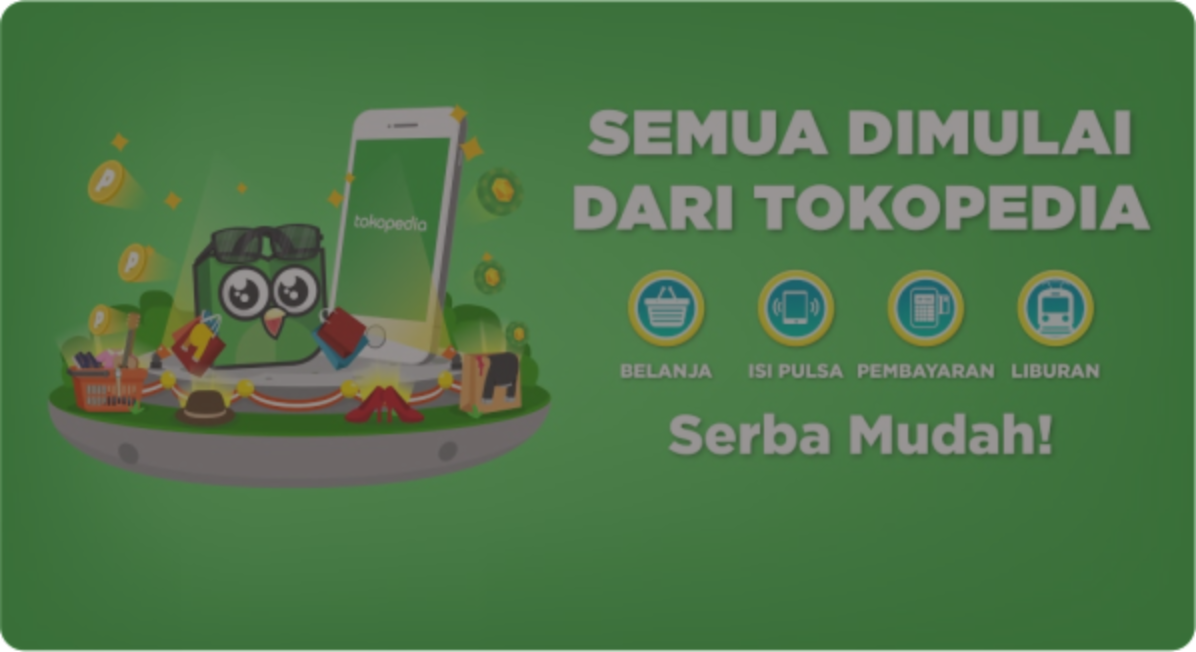 SEMUA DIMULAI
DARI TOKOPEDIA
tokopedia
BELANJA
ISI PULSA
PEMBAYARAN
LIBURAN
Serba Mudah!